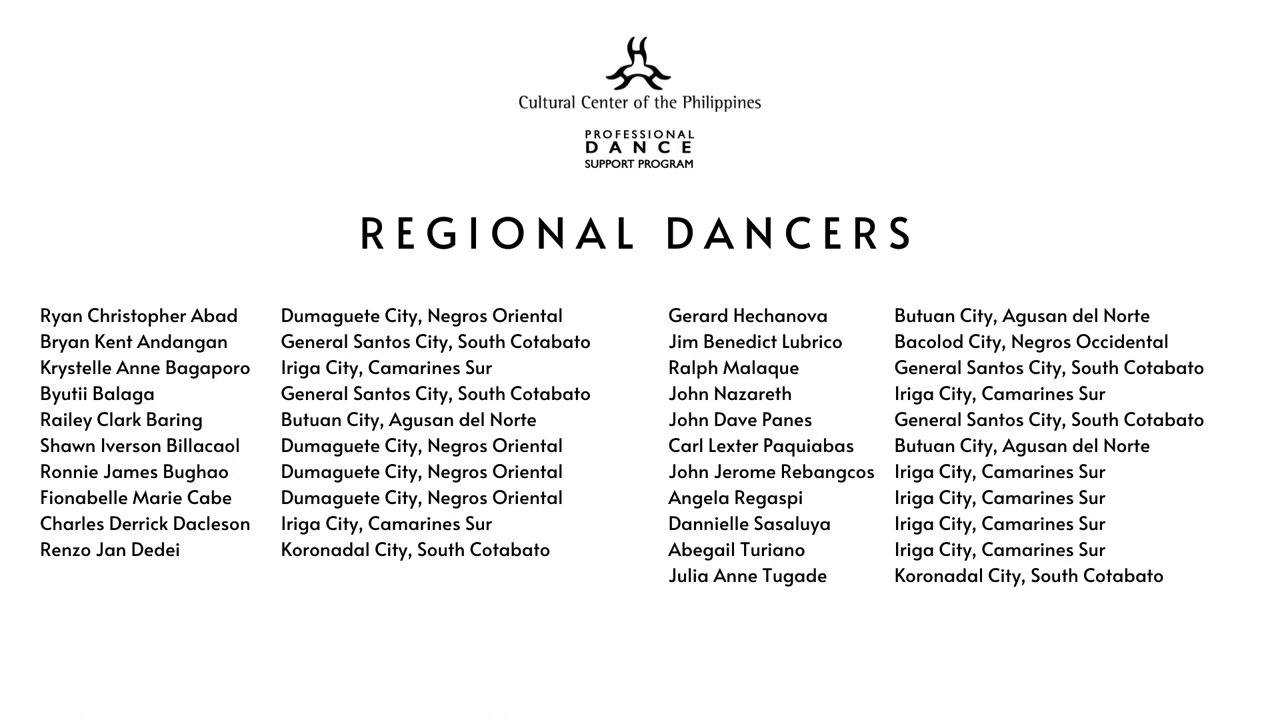 Cultural Center of the Philippines
PROFESSIONAL
DANCE
SUPPORT PROGRAM
REGIONAL DANCERS
Ryan Christopher Abad Dumaguete City, Negros Oriental
Bryan Kent Andangan General Santos City, South Cotabato
Krystelle Anne Bagaporo Iriga City, Camarines Sur
Byutii Balaga General Santos City, South Cotabato
Railey Clark Baring Butuan City, Agusan del Norte
Shawn Iverson Billacaol Dumaguete City, Negros Oriental
Ronnie James Bughao Dumaguete City, Negros Oriental
Fionabelle Marie Cabe Dumaguete City, Negros Oriental
Charles Derrick Dacleson Iriga City, Camarines Sur
Renzo Jan Dedei Koronadal City, South Cotabato
Gerard Hechanova Butuan City, Agusan del Norte
Jim Benedict Lubrico Bacolod City, Negros Occidental
Ralph Malaque General Santos City, South Cotabato
John Nazareth Iriga City, Camarines Sur
John Dave Panes General Santos City, South Cotabato
Carl Lexter Paquiabas Butuan City, Agusan del Norte
John Jerome Rebangcos Iriga City, Camarines Sur
Angela Regaspi Iriga City, Camarines Sur
Dannielle Sasaluya Iriga City, Camarines Sur
Abegail Turiano Iriga City, Camarines Sur
Julia Anne Tugade Koronadal City, South Cotabato